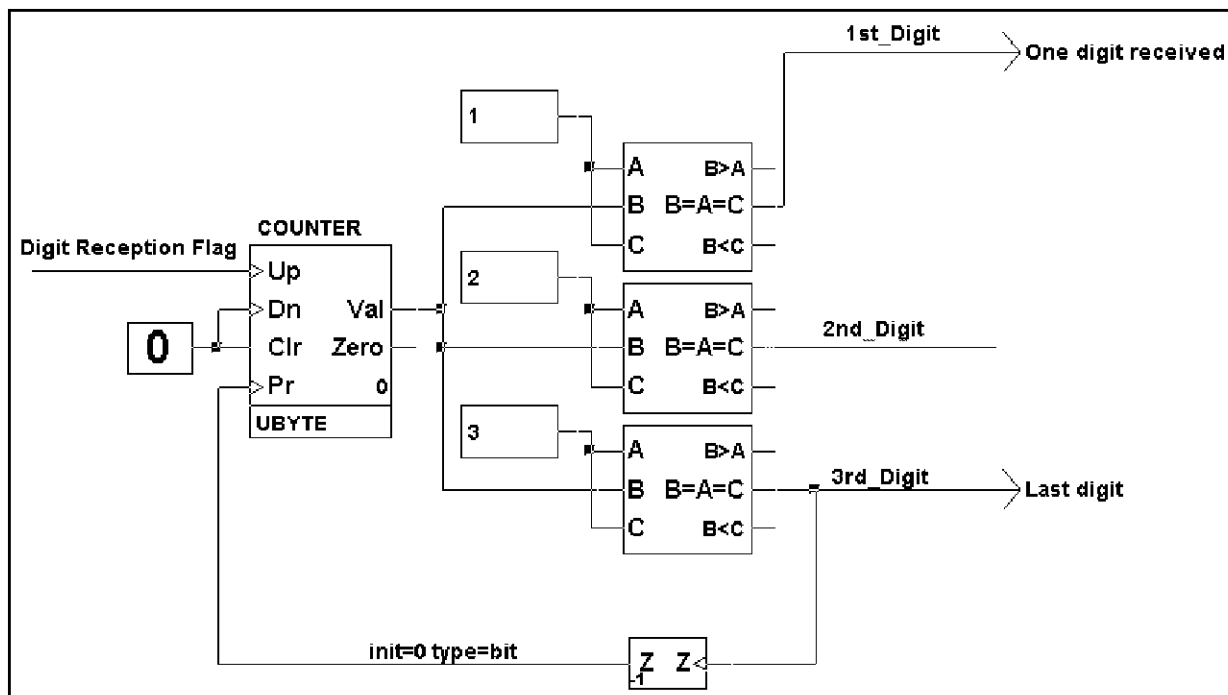 1st_Digit
One digit received
1
A B>A
B B=A=C
C B<C
COUNTER
Digit Reception Flag
Up
Dn Val
Clr Zero
Pr 0
UBYTE
0
2
A B>A
B B=A=C
C B<C
2nd_Digit
3
A B>A
B B=A=C
C B<C
3rd_Digit
Last digit
init=0 type=bit
Z Z
-1